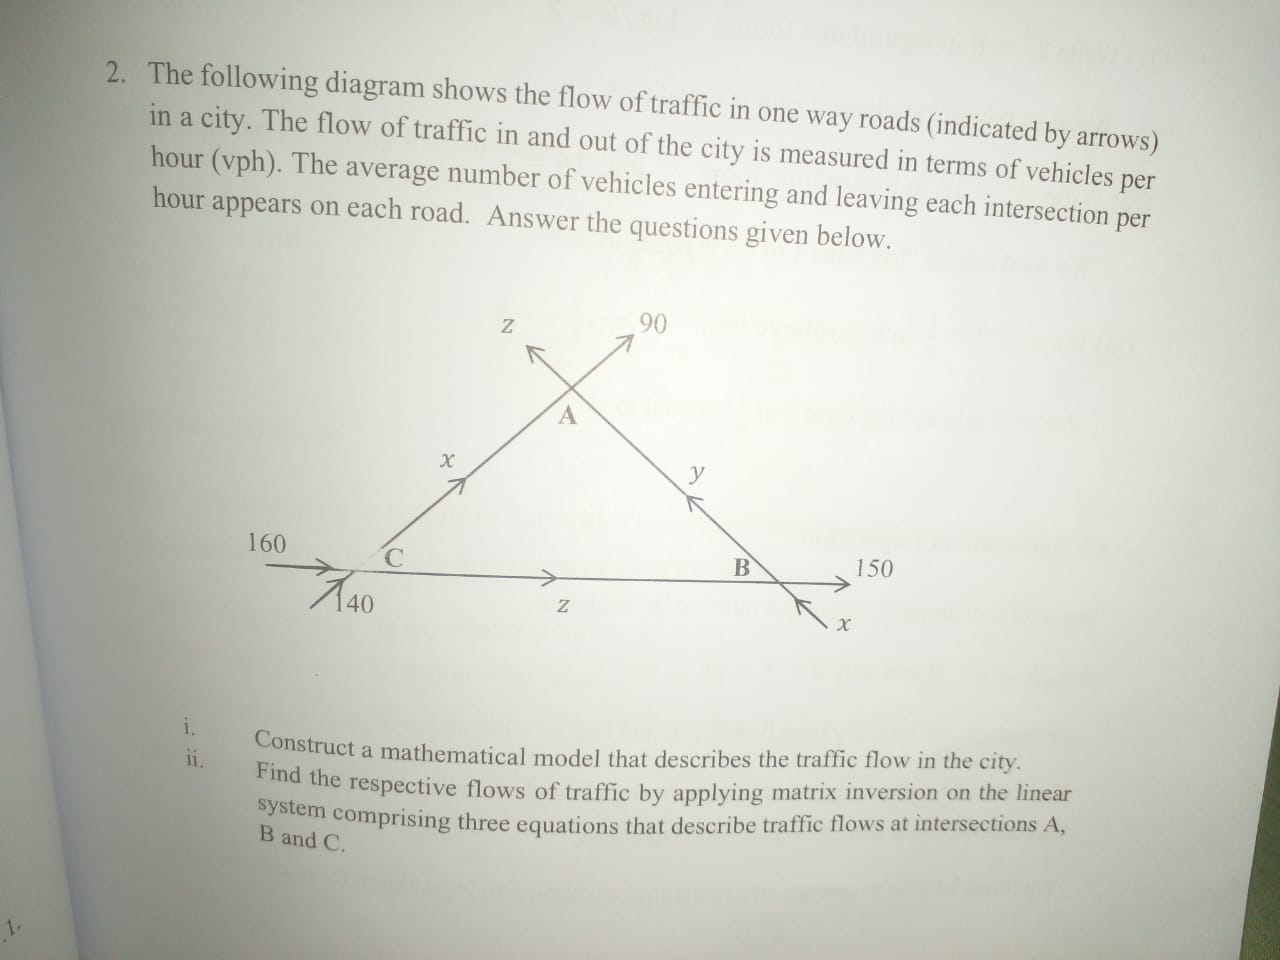 2. The following diagram shows the flow of traffic in one way roads (indicated by arrows)
in a city. The flow of traffic in and out of the city is measured in terms of vehicles per
hour (vph). The average number of vehicles entering and leaving each intersection per
hour appears on each road. Answer the questions given below.
z 90
A
x y
160 C B 150
140 z x
i. Construct a mathematical model that describes the traffic flow in the city.
ii. Find the respective flows of traffic by applying matrix inversion on the linear
system comprising three equations that describe traffic flows at intersections A,
B and C.
1.